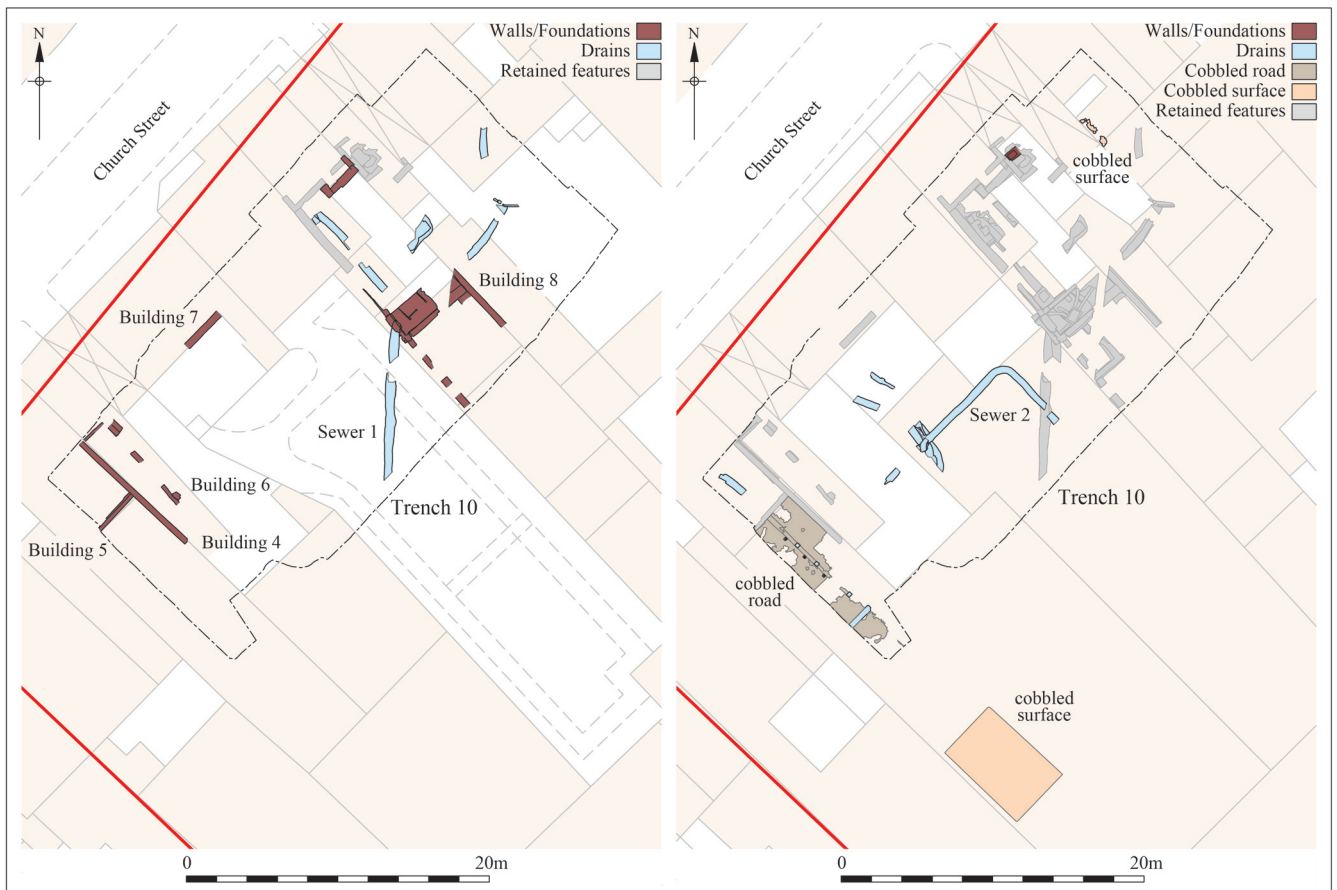 Walls/Foundations
Drains
Retained features
N
Church Street
Building 8
Building 7
Sewer 1
Trench 10
Building 6
Building 5
Building 4
0
20m
Walls/Foundations
Drains
Cobbled road
Cobbled surface
Retained features
N
Church Street
cobbled
surface
Sewer 2
Trench 10
cobbled
road
cobbled
surface
0
20m